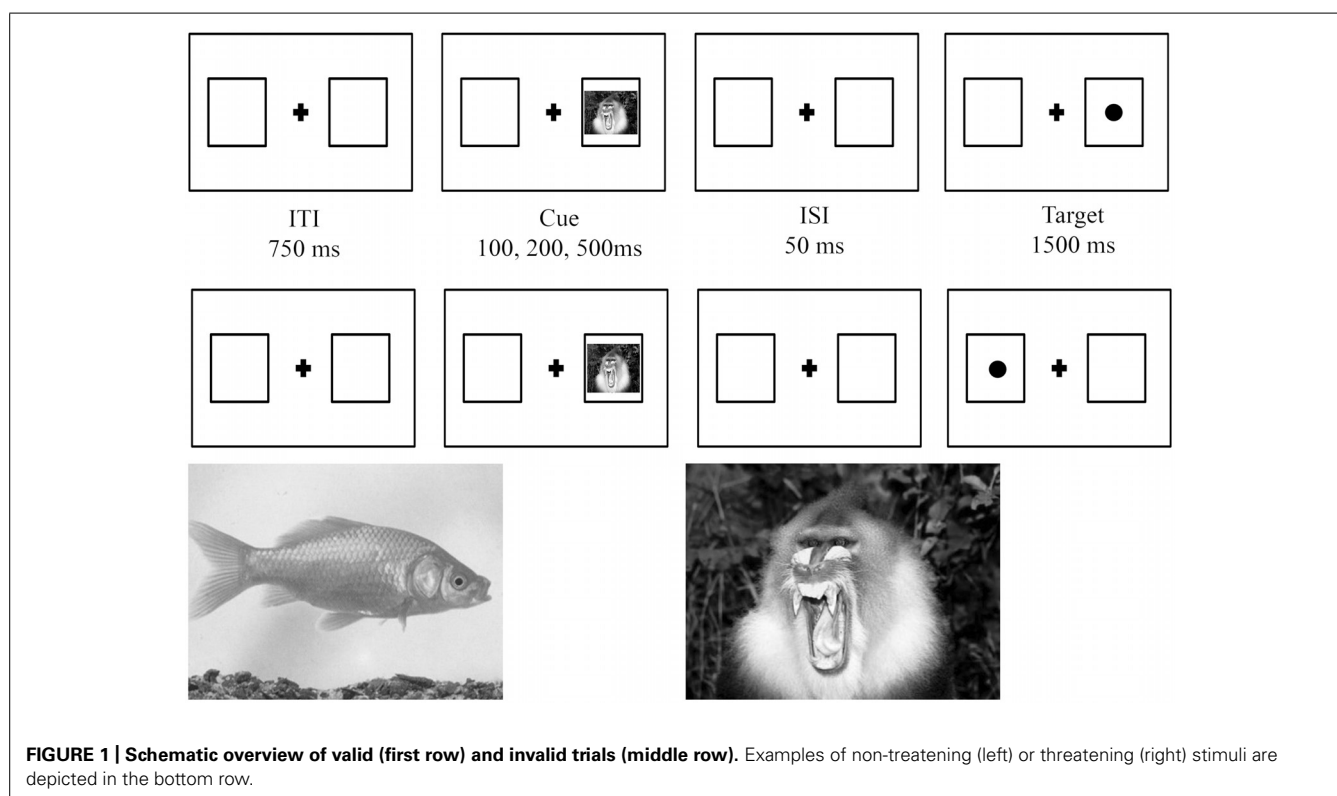 ITI
750 ms
Cue
100, 200, 500ms
ISI
50 ms
Target
1500 ms
FIGURE 1 | Schematic overview of valid (first row) and invalid trials (middle row). Examples of non-treatening (left) or threatening (right) stimuli are
depicted in the bottom row.